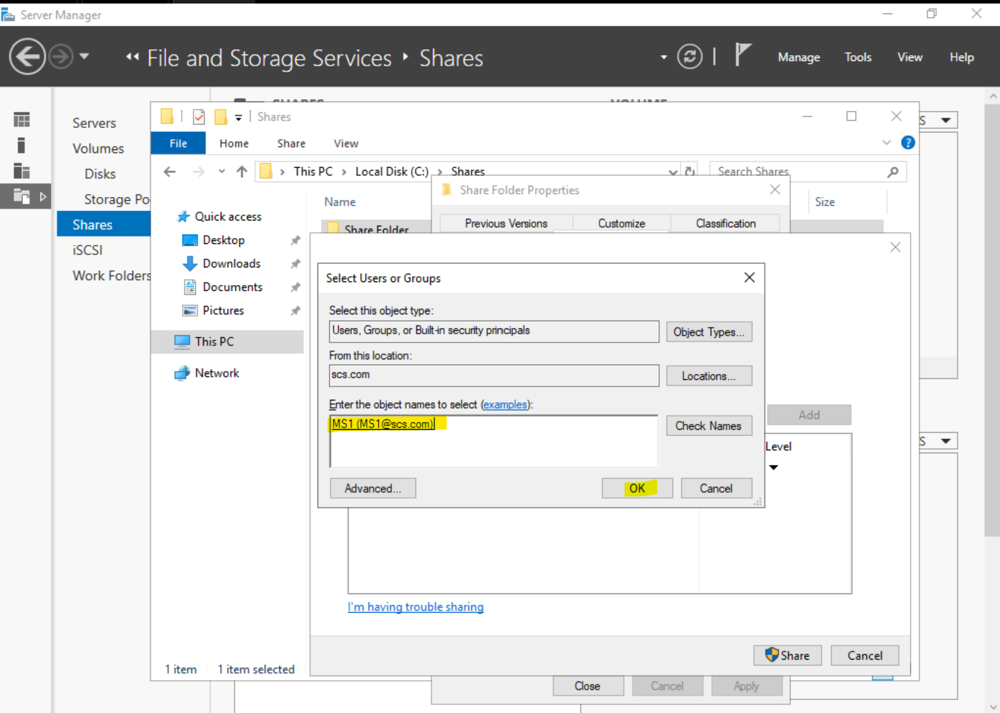 Server Manager
File and Storage Services Shares
Manage Tools View Help
Servers
Volumes
Disks
Storage Po
Shares
iSCSI
Work Folders
SHARES
VOLUME
Shares
File Home Share View
This PC Local Disk (C:) Shares
Search Shares
Quick access
Desktop
Downloads
Documents
Pictures
This PC
Network
Name
Size
Share Folder
Share Folder Properties
Previous Versions Customize Classification
Select Users or Groups
Select this object type:
Users, Groups, or Built-in security principals
Object Types...
From this location:
scs.com
Locations...
Enter the object names to select (examples):
MS1 (MS1@scs.com)
Check Names
Advanced...
OK
Cancel
Add
Level
I'm having trouble sharing
Share
Cancel
1 item 1 item selected
Close Cancel Apply